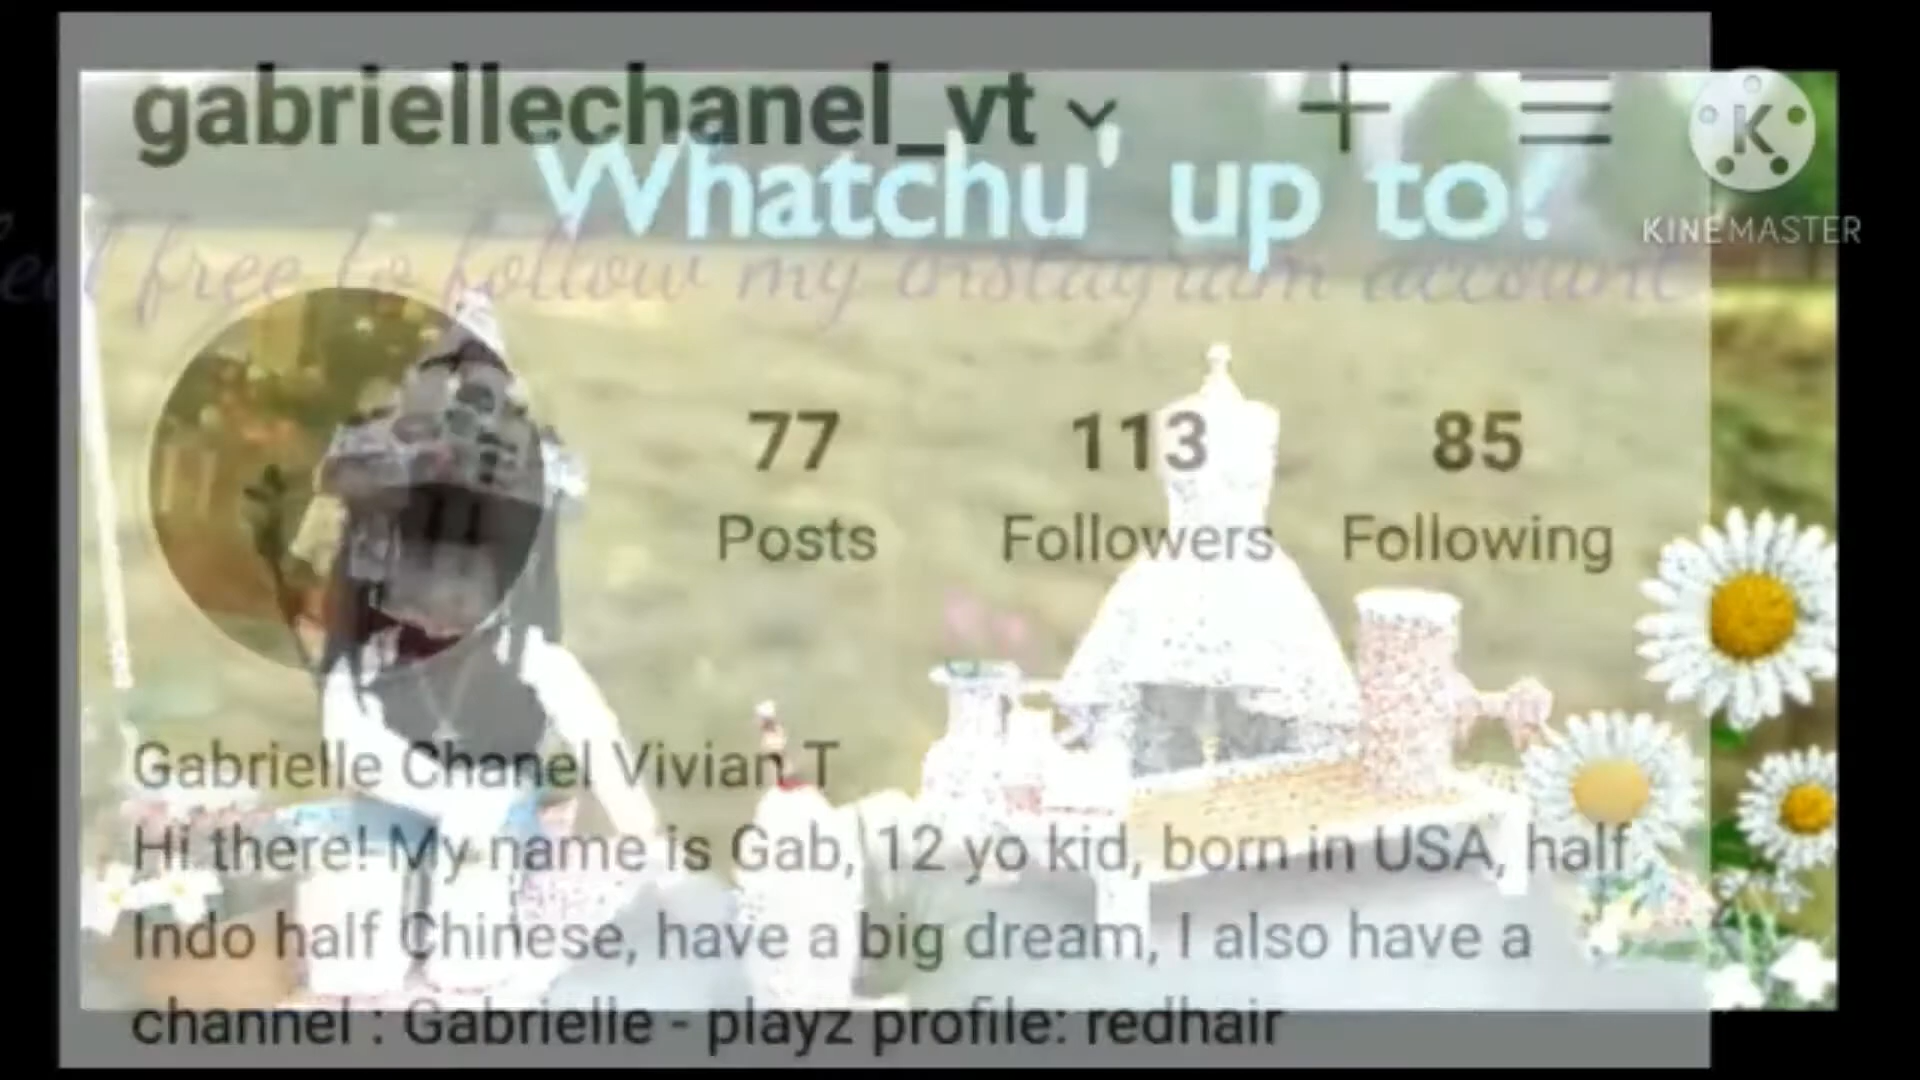 gabriellechanel_vt
Whatchu' up to?
KINEMASTER
feel free to follow my instagram account
77
113
85
Posts
Followers
Following
Gabrielle Chanel Vivian T
Hi there! My name is Gab, 12 yo kid, born in USA, half
Indo half Chinese, have a big dream, I also have a
channel : Gabrielle - playz profile: redhair